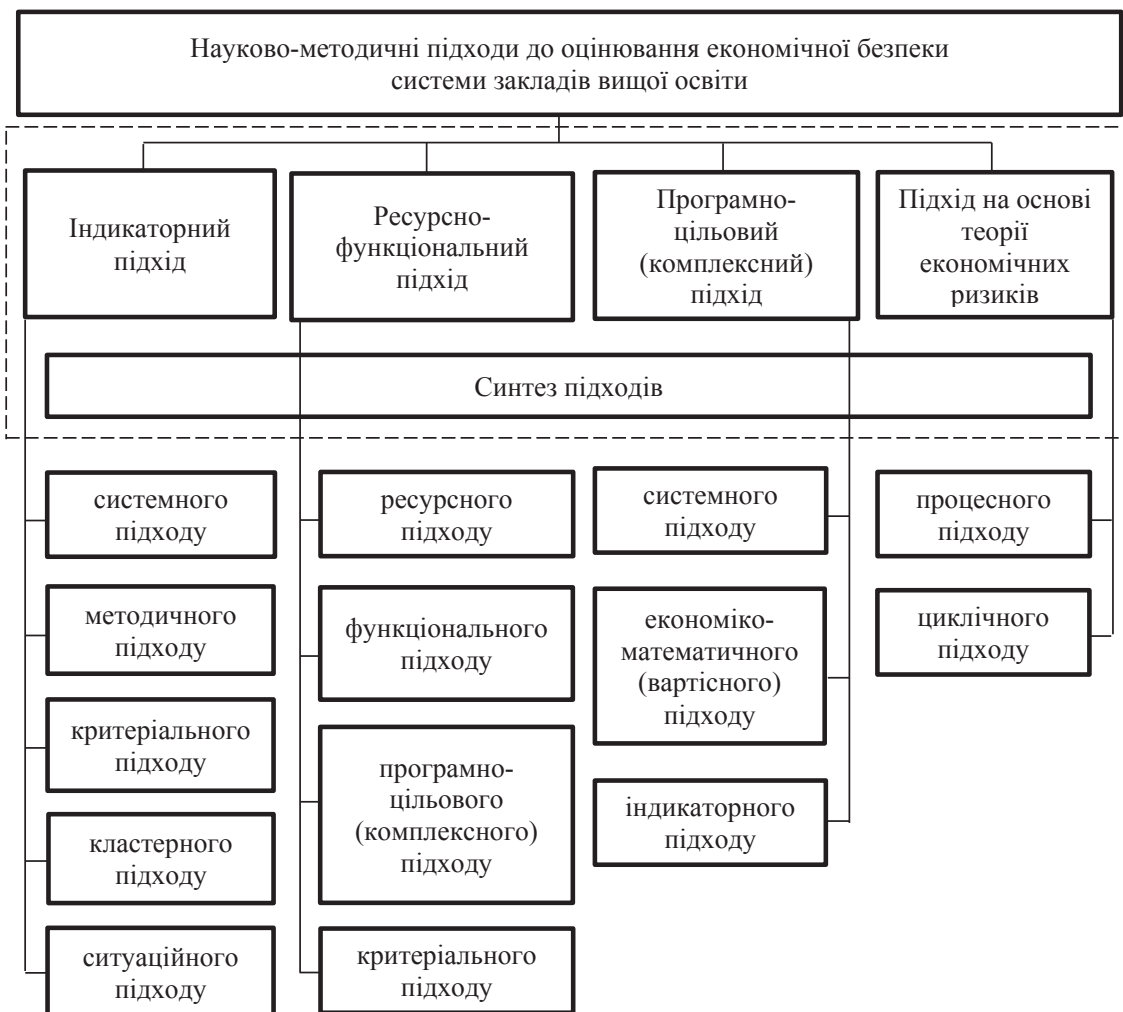 Науково-методичні підходи до оцінювання економічної безпеки
системи закладів вищої освіти
Індикаторний
підхід
Ресурсно-
функціональний
підхід
Програмно-
цільовий
(комплексний)
підхід
Підхід на основі
теорії
економічних
ризиків
Синтез підходів
системного
підходу
методичного
підходу
критеріального
підходу
кластерного
підходу
ситуаційного
підходу
ресурсного
підходу
функціонального
підходу
програмно-
цільового
(комплексного)
підходу
критеріального
підходу
системного
підходу
економіко-
математичного
(вартісного)
підходу
індикаторного
підходу
процесного
підходу
циклічного
підходу